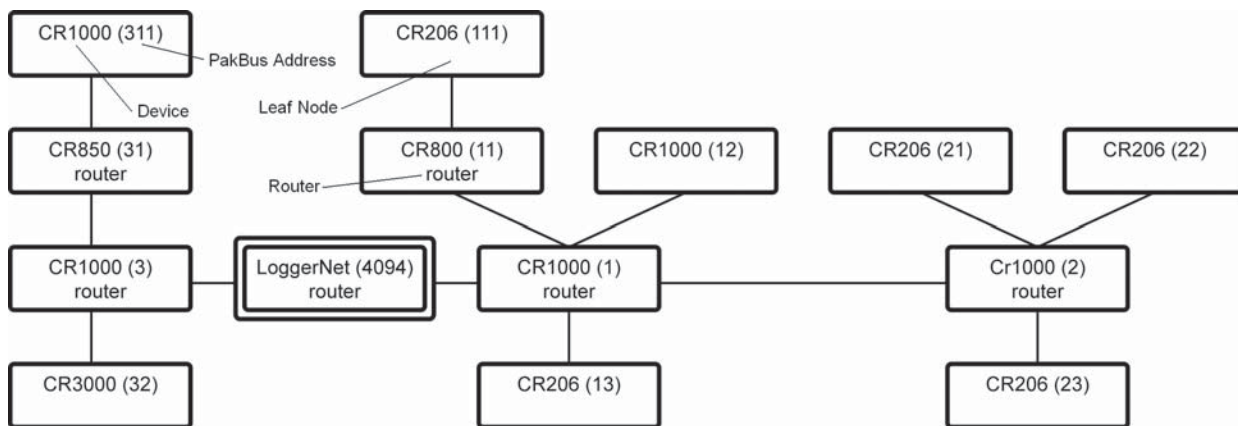 CR1000 (311)
PakBus Address
Device
CR206 (111)
Leaf Node
CR850 (31)
router
CR800 (11)
router
Router
CR1000 (12)
CR206 (21)
CR206 (22)
CR1000 (3)
router
LoggerNet (4094)
router
CR1000 (1)
router
Cr1000 (2)
router
CR3000 (32)
CR206 (13)
CR206 (23)